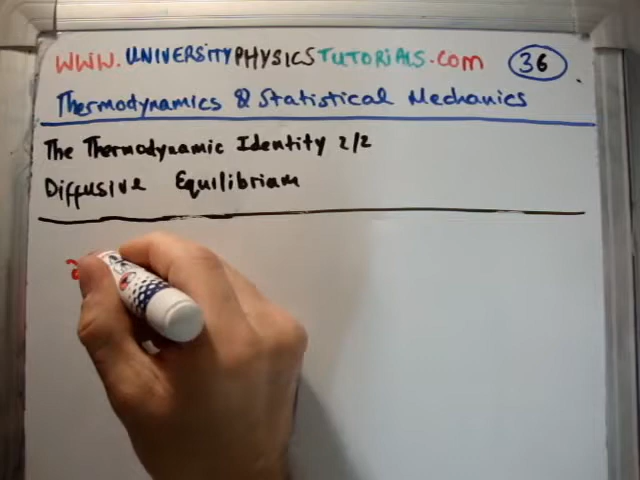 WWW.UNIVERSITYPHYSICSTUTORIALS.COM 36
Thermodynamics & Statistical Mechanics
The Thermodynamic Identity 2/2
Diffusive Equilibrium